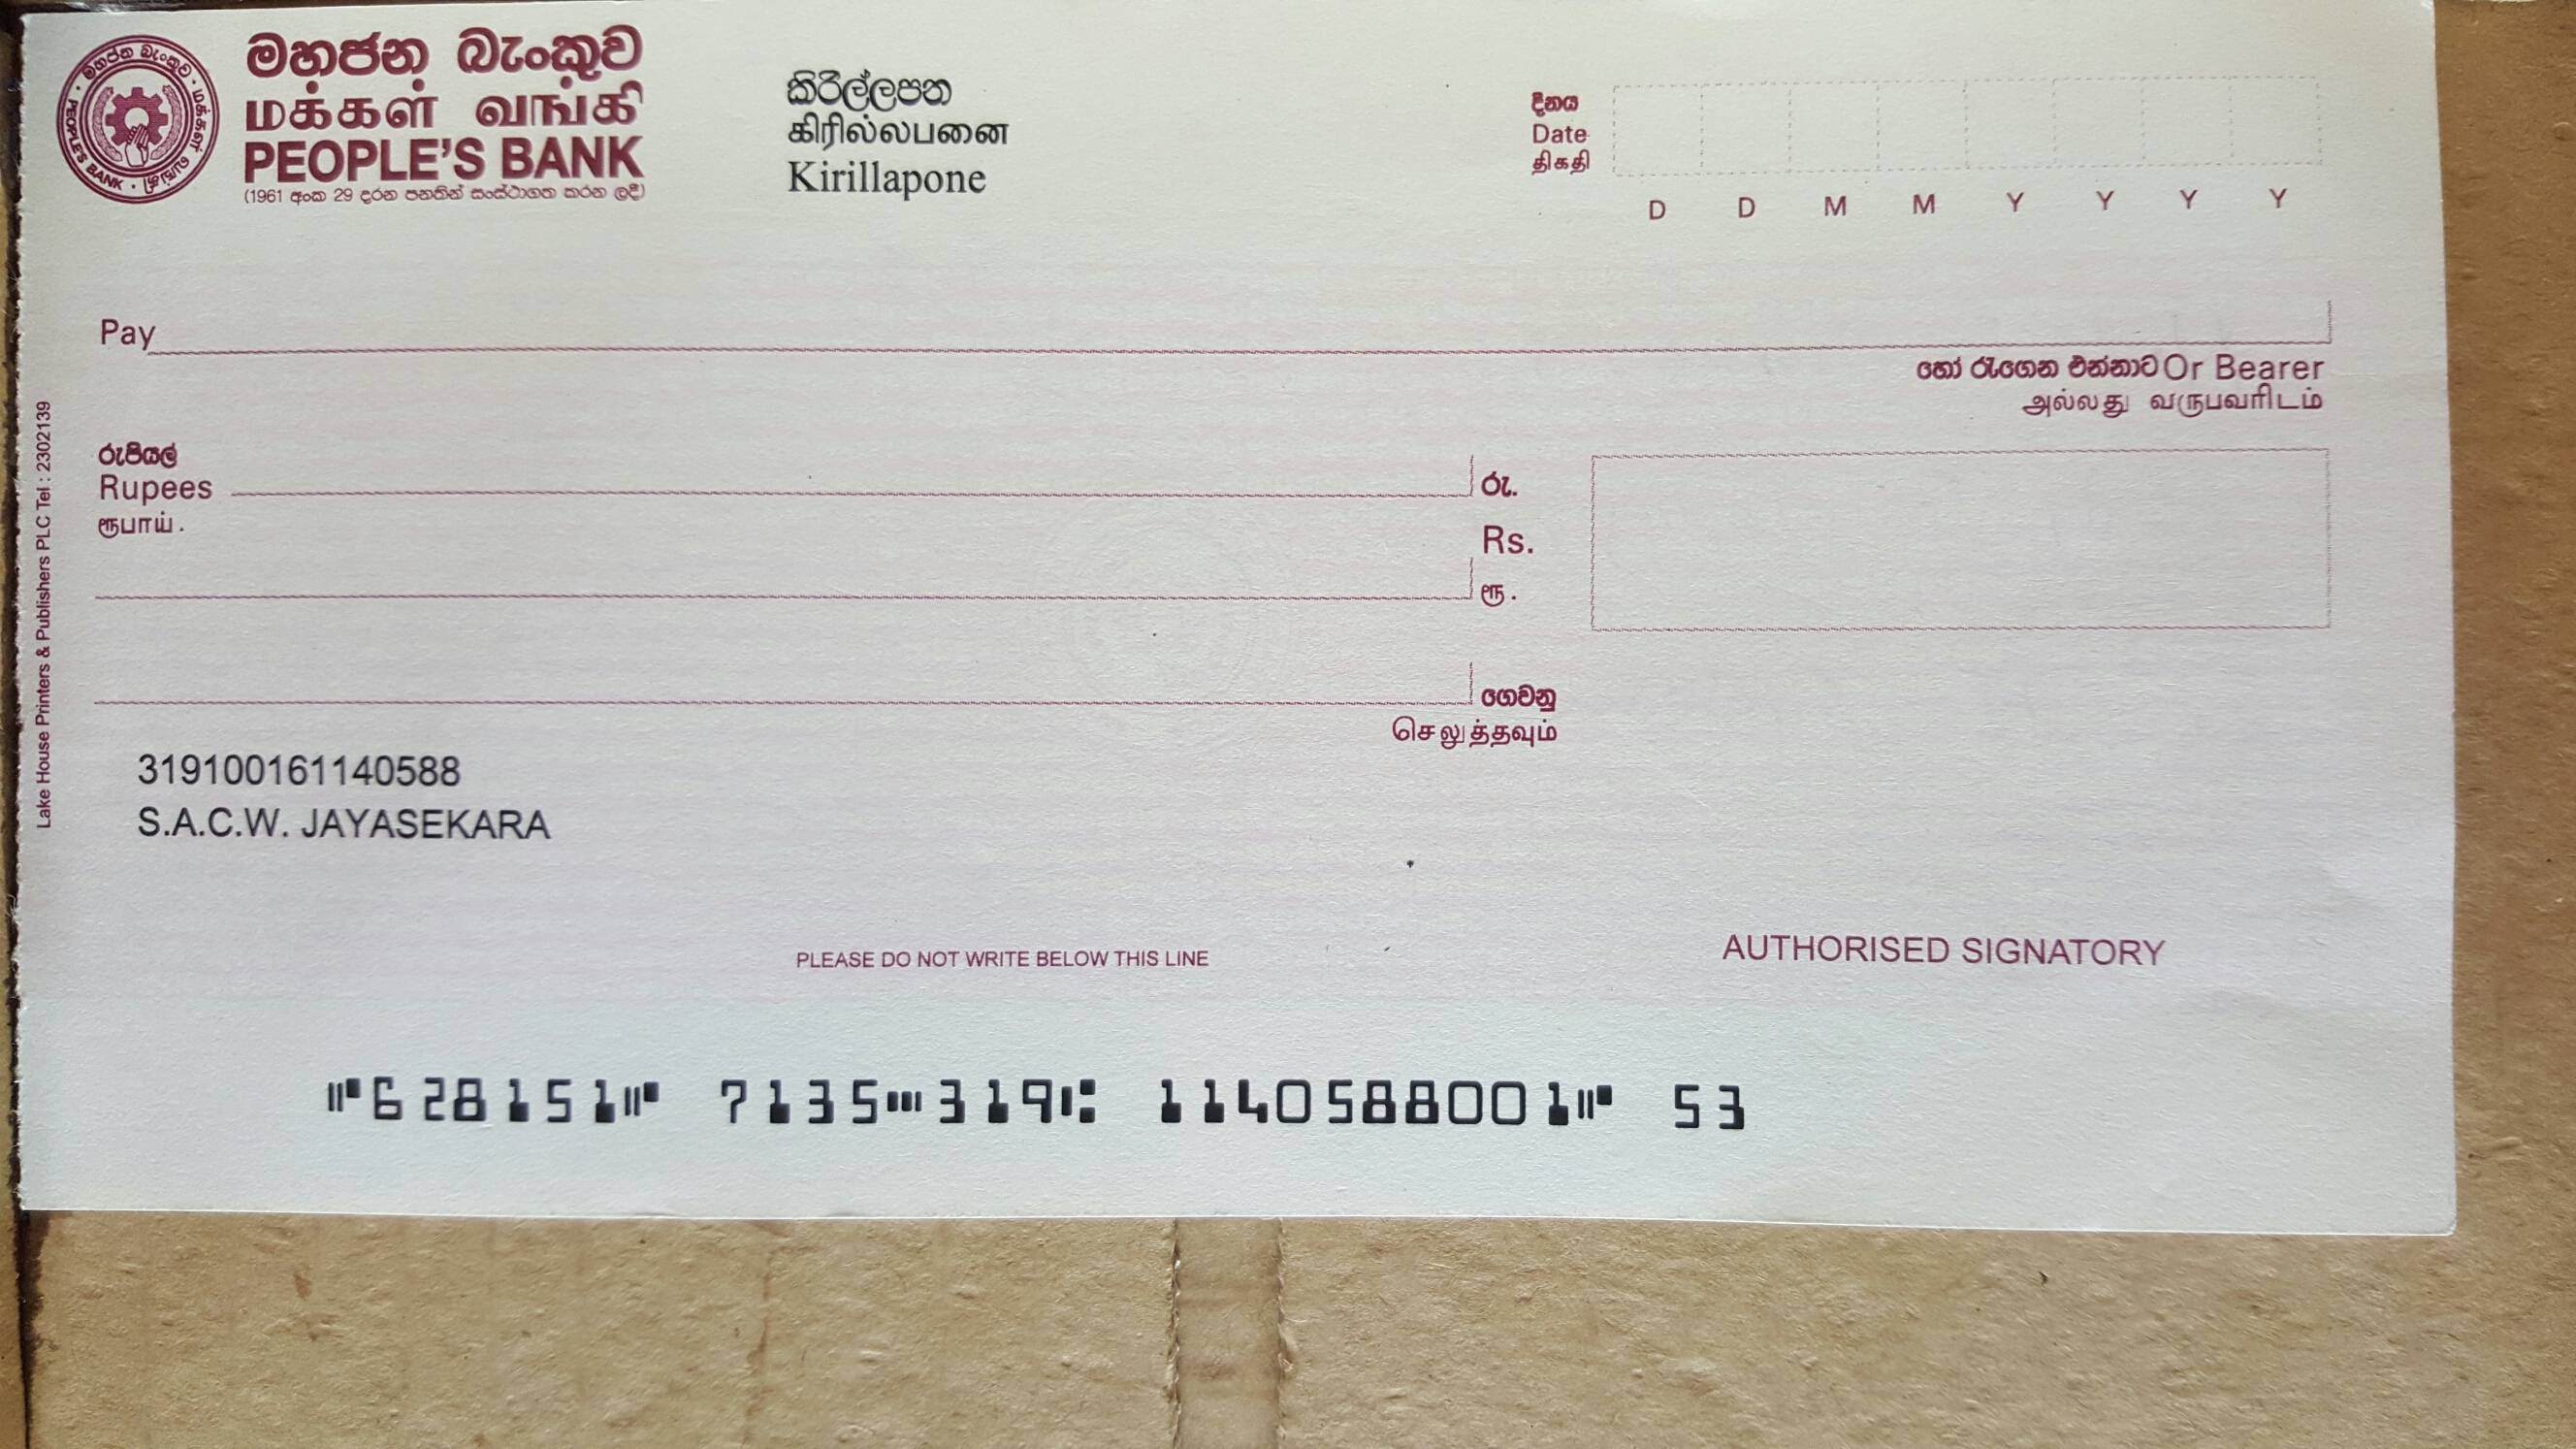 මහජන බැංකුව
மக்கள் வங்கி
PEOPLE'S BANK
(1961 අංක 29 දරන පනතින් සංස්ථාගත කරන ලදී)
මහජන බැංකුව · மக்கள் வங்கி · PEOPLE'S BANK ·
කිරිල්ලපන
கிரில்லபனை
Kirillapone
දිනය
Date
திகதி
D D M M Y Y Y Y
Pay
හෝ රැගෙන එන්නාට Or Bearer
அல்லது வருபவரிடம்
රුපියල්
Rupees
ரூபாய்.
රු.
Rs.
ரூ.
ගෙවනු
செலுத்தவும்
Lake House Printers & Publishers PLC Tel : 2302139
319100161140588
S.A.C.W. JAYASEKARA
PLEASE DO NOT WRITE BELOW THIS LINE
AUTHORISED SIGNATORY
⑈628151⑈ 7135⑉319⑆ 1140588001⑈ 53